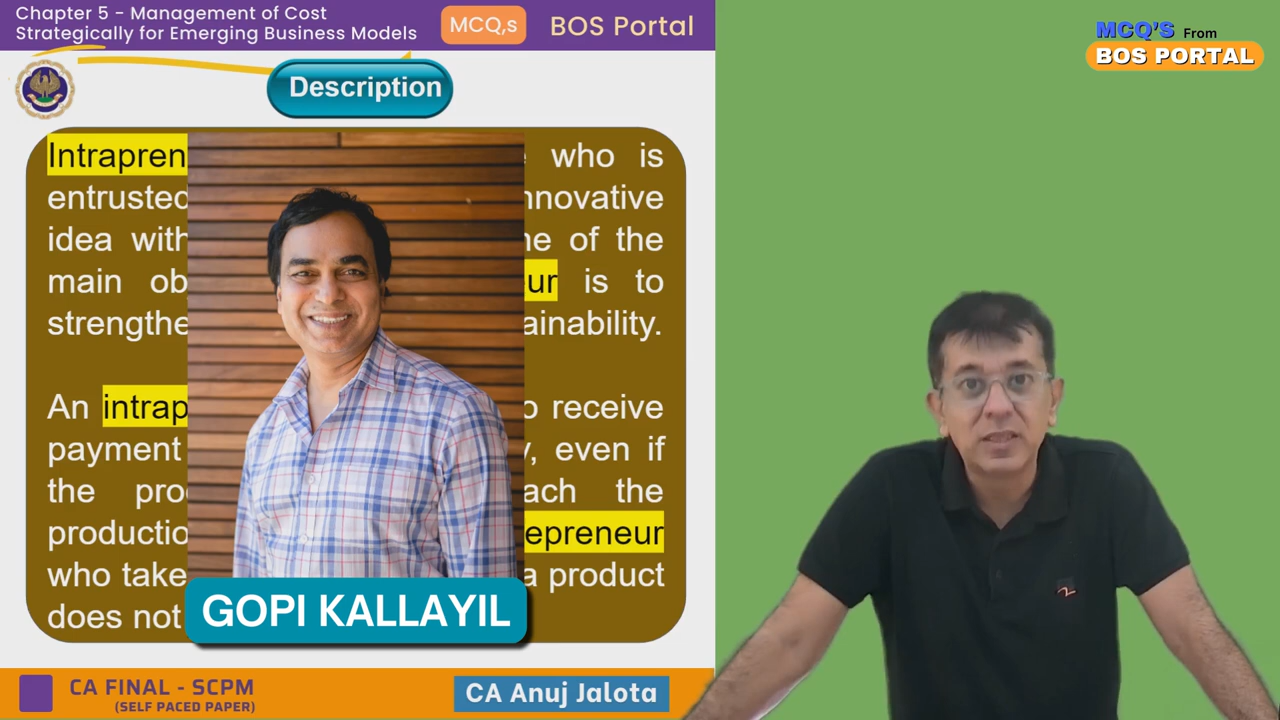 Chapter 5 - Management of Cost
Strategically for Emerging Business Models
MCQ,s
BOS Portal
MCQ'S From
BOS PORTAL
Description
Intrapren who is
entrusted nnovative
idea with ne of the
main ob ur is to
strengthe ainability.
An intrap o receive
payment y, even if
the pro ach the
productio epreneur
who take a product
does not
GOPI KALLAYIL
CA FINAL - SCPM
(SELF PACED PAPER)
CA Anuj Jalota